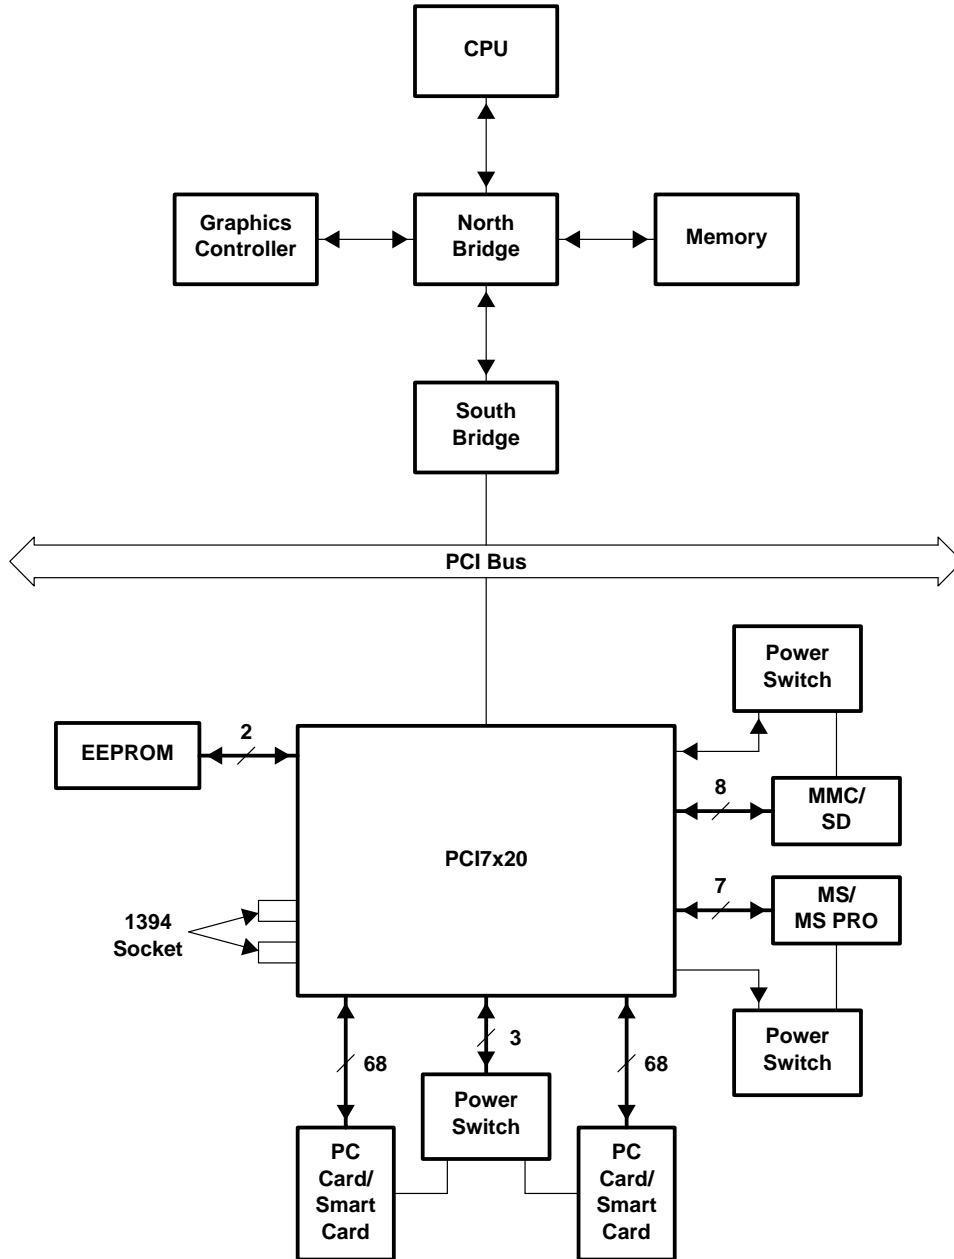 CPU
Graphics
Controller
North
Bridge
Memory
South
Bridge
PCI Bus
Power
Switch
EEPROM
2
8
MMC/
SD
PCI7x20
7
MS/
MS PRO
1394
Socket
Power
Switch
68
3
68
Power
Switch
PC
Card/
Smart
Card
PC
Card/
Smart
Card